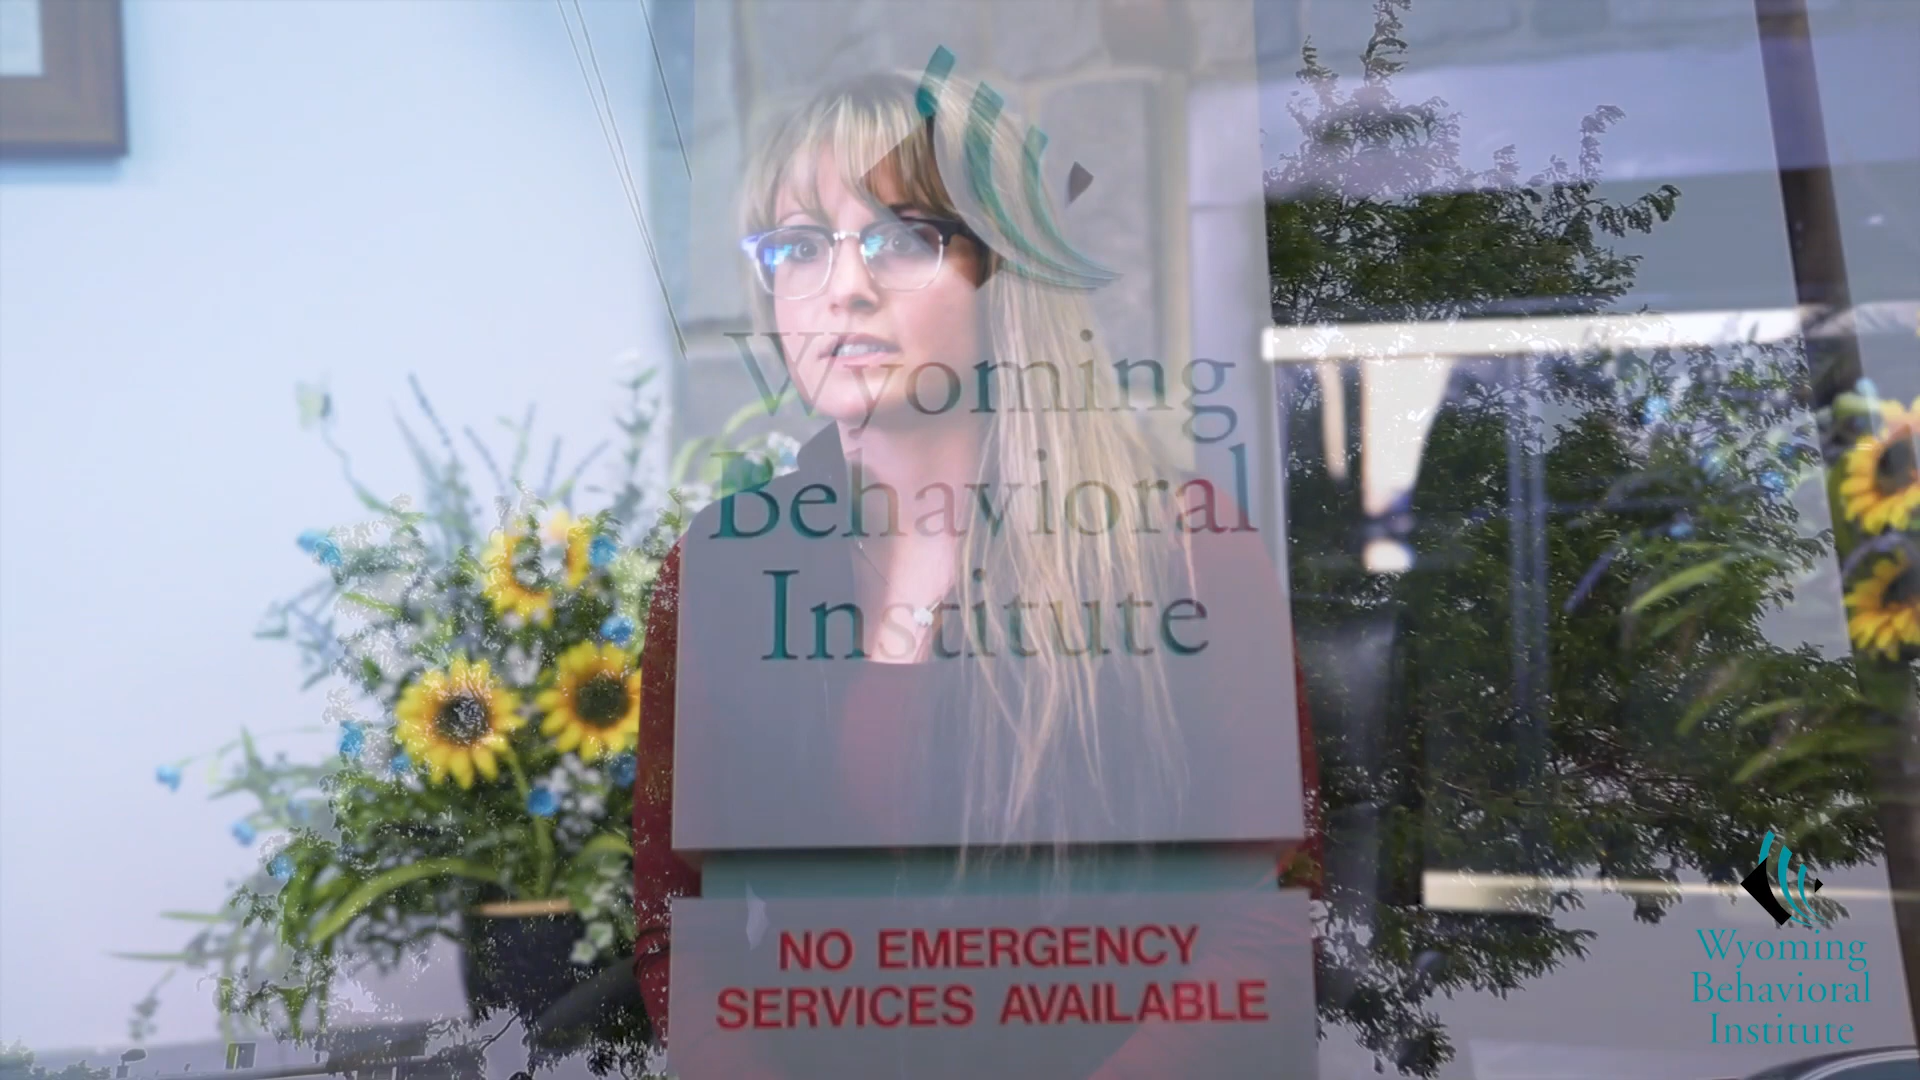 Wyoming
Behavioral
Institute
NO EMERGENCY
SERVICES AVAILABLE
Wyoming
Behavioral
Institute